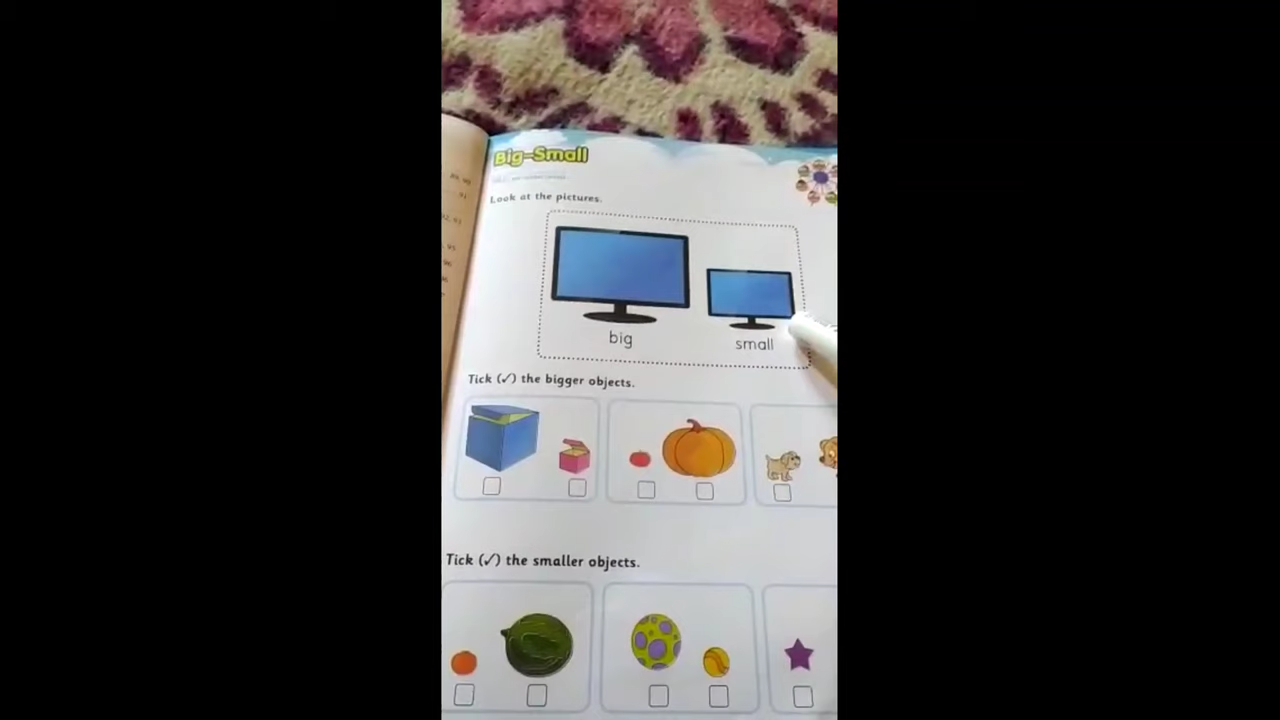 Big-Small
Look at the pictures.
big
small
Tick (✓) the bigger objects.
Tick (✓) the smaller objects.